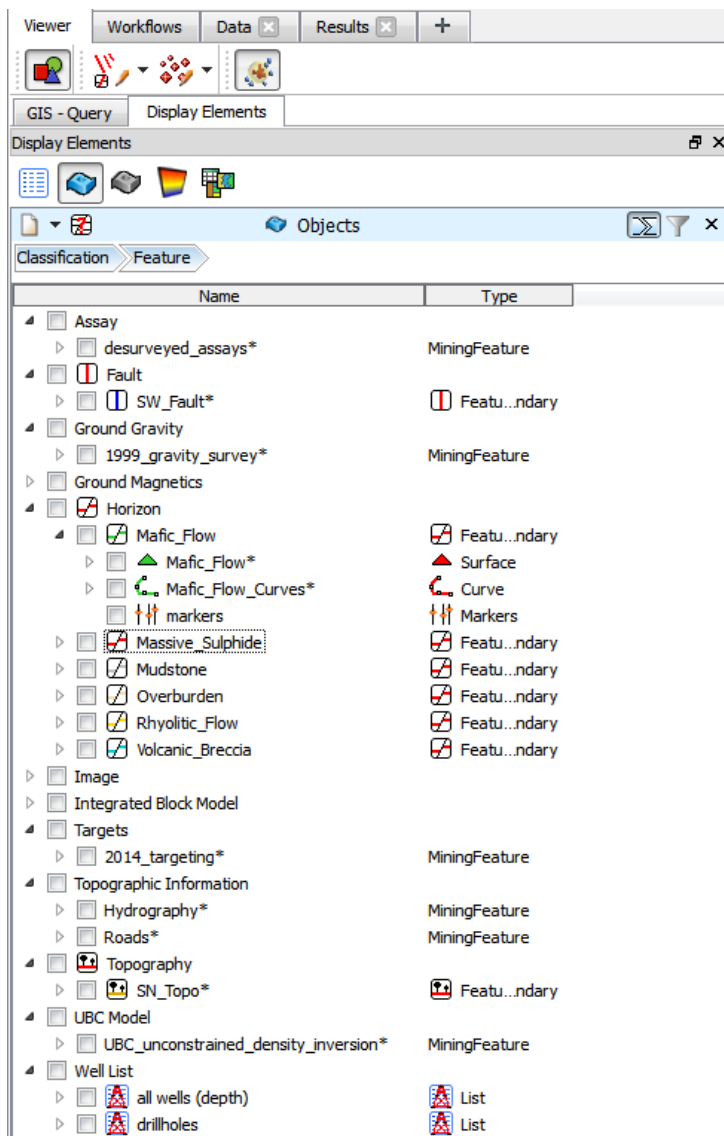 Viewer Workflows Data Results +
GIS - Query Display Elements
Display Elements
Objects
Classification Feature
Name Type
Assay
desurveyed_assays* MiningFeature
Fault
SW_Fault* Featu...ndary
Ground Gravity
1999_gravity_survey* MiningFeature
Ground Magnetics
Horizon
Mafic_Flow Featu...ndary
Mafic_Flow* Surface
Mafic_Flow_Curves* Curve
markers Markers
Massive_Sulphide Featu...ndary
Mudstone Featu...ndary
Overburden Featu...ndary
Rhyolitic_Flow Featu...ndary
Volcanic_Breccia Featu...ndary
Image
Integrated Block Model
Targets
2014_targeting* MiningFeature
Topographic Information
Hydrography* MiningFeature
Roads* MiningFeature
Topography
SN_Topo* Featu...ndary
UBC Model
UBC_unconstrained_density_inversion* MiningFeature
Well List
all wells (depth) List
drillholes List